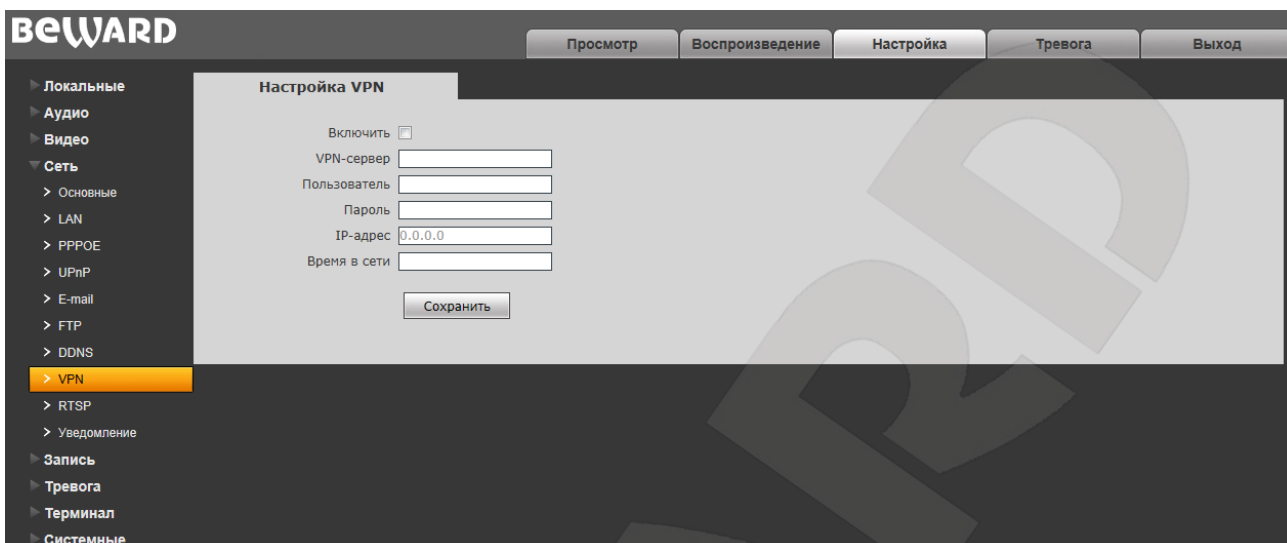 BEWARD
Просмотр Воспроизведение Настройка Тревога Выход
Локальные
Аудио
Видео
Сеть
> Основные
> LAN
> PPPOE
> UPnP
> E-mail
> FTP
> DDNS
> VPN
> RTSP
> Уведомление
Запись
Тревога
Терминал
Системные
Настройка VPN
Включить
VPN-сервер
Пользователь
Пароль
IP-адрес 0.0.0.0
Время в сети
Сохранить